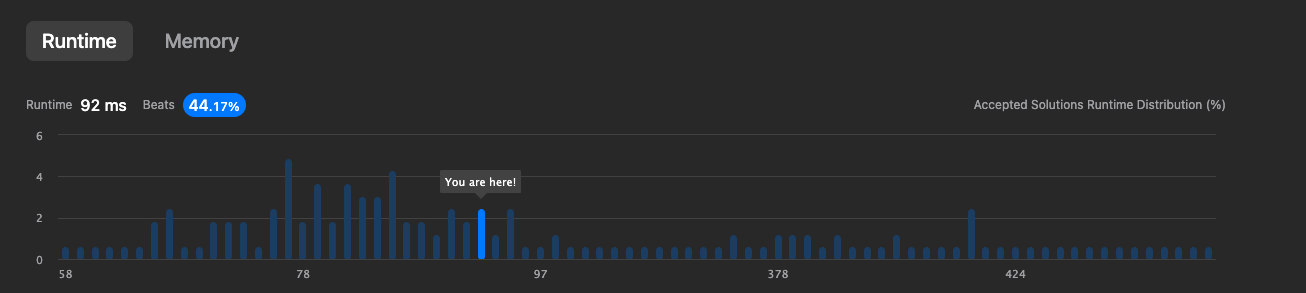 Runtime Memory
Runtime 92 ms Beats 44.17% Accepted Solutions Runtime Distribution (%)
6
4
You are here!
2
0
58 78 97 378 424